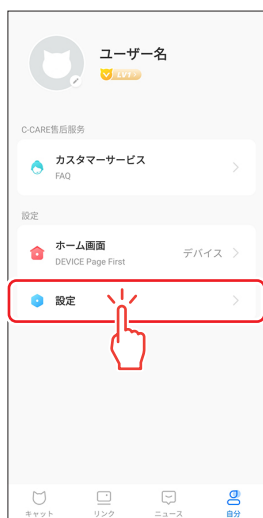 ユーザー名
LV1
C-CARE售后服务
カスタマーサービス
FAQ
設定
ホーム画面
DEVICE Page First
デバイス
設定
キャット
リンク
ニュース
自分